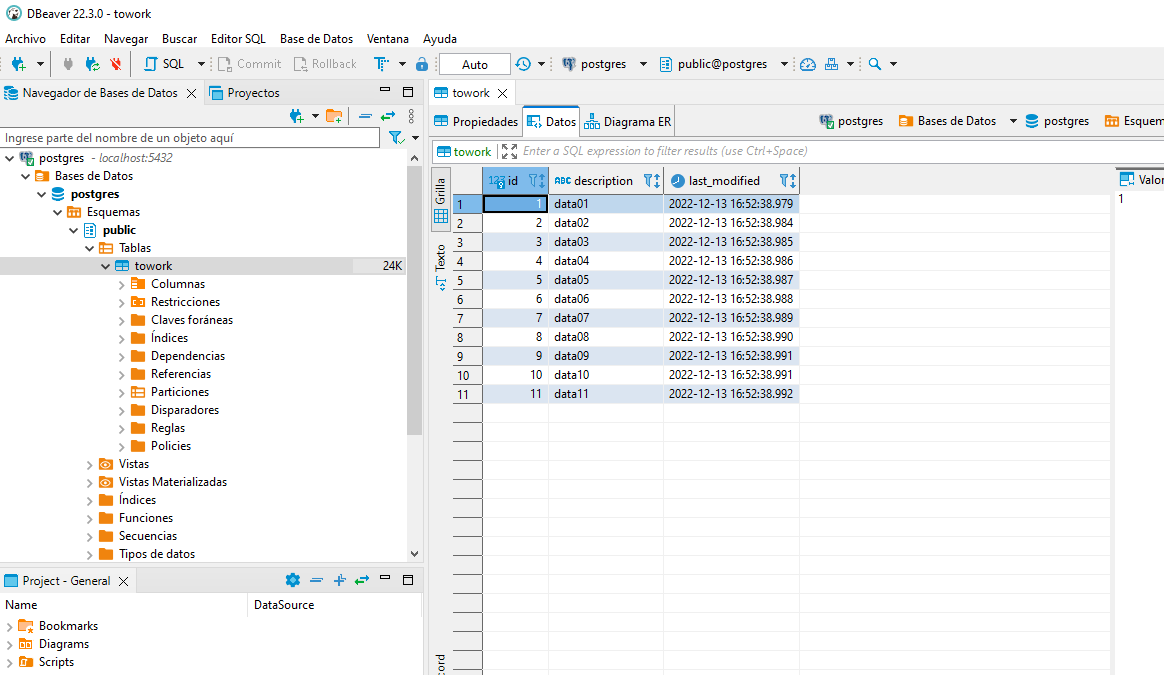 DBeaver 22.3.0 - towork
Archivo Editar Navegar Buscar Editor SQL Base de Datos Ventana Ayuda
SQL Commit Rollback Auto postgres public@postgres
Navegador de Bases de Datos Proyectos
Ingrese parte del nombre de un objeto aquí
postgres - localhost:5432
Bases de Datos
postgres
Esquemas
public
Tablas
towork 24K
Columnas
Restricciones
Claves foráneas
Índices
Dependencias
Referencias
Particiones
Disparadores
Reglas
Policies
Vistas
Vistas Materializadas
Índices
Funciones
Secuencias
Tipos de datos
Project - General
Name DataSource
Bookmarks
Diagrams
Scripts
towork
Propiedades Datos Diagrama ER postgres Bases de Datos postgres Esquem
towork Enter a SQL expression to filter results (use Ctrl+Space)
Grilla
Texto
ord
123 id ABC description last_modified
1 1 data01 2022-12-13 16:52:38.979
2 2 data02 2022-12-13 16:52:38.984
3 3 data03 2022-12-13 16:52:38.985
4 4 data04 2022-12-13 16:52:38.986
5 5 data05 2022-12-13 16:52:38.987
6 6 data06 2022-12-13 16:52:38.988
7 7 data07 2022-12-13 16:52:38.989
8 8 data08 2022-12-13 16:52:38.990
9 9 data09 2022-12-13 16:52:38.991
10 10 data10 2022-12-13 16:52:38.991
11 11 data11 2022-12-13 16:52:38.992
Valor
1